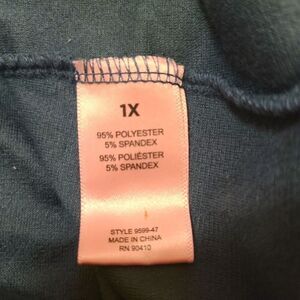 1X
95% POLYESTER
5% SPANDEX
95% POLIÉSTER
5% SPANDEX
STYLE 9599-47
MADE IN CHINA
RN 90410